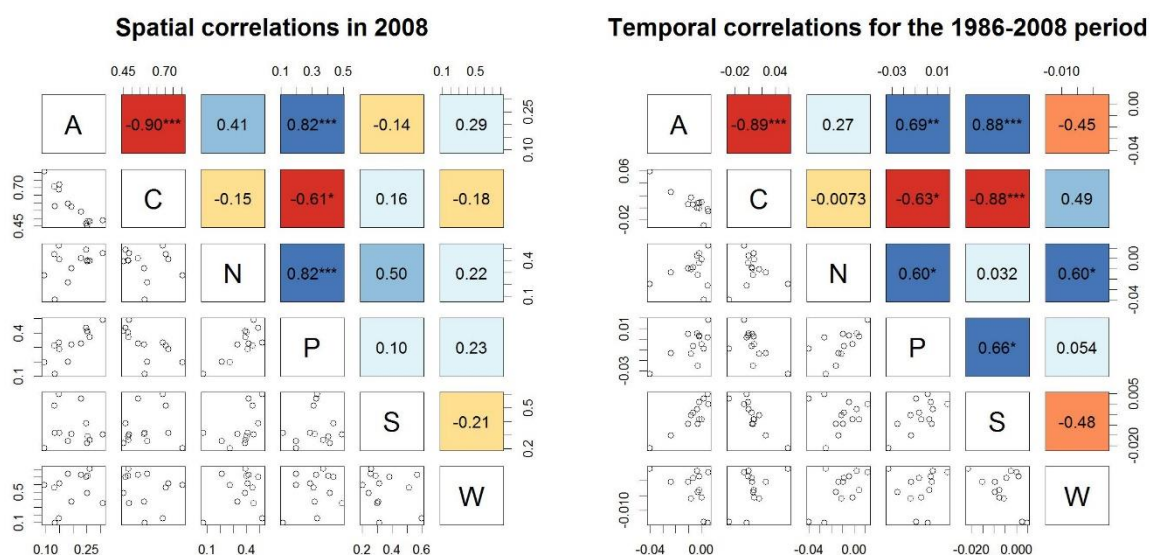 Spatial correlations in 2008
Temporal correlations for the 1986-2008 period
0.45 0.70 0.1 0.3 0.5 0.1 0.5
-0.02 0.04 -0.03 0.01 -0.010
A -0.90*** 0.41 0.82*** -0.14 0.29 0.10 0.25
A -0.89*** 0.27 0.69** 0.88*** -0.45 -0.04 0.00
0.45 0.70 C -0.15 -0.61* 0.16 -0.18
-0.02 0.06 C -0.0073 -0.63* -0.88*** 0.49
N 0.82*** 0.50 0.22 0.1 0.4
N 0.60* 0.032 0.60* -0.04 0.00
0.1 0.4 P 0.10 0.23
-0.03 0.01 P 0.66* 0.054
S -0.21 0.2 0.5
S -0.48 -0.020 0.005
0.1 0.5 W
-0.010 W
0.10 0.25 0.1 0.4 0.2 0.4 0.6
-0.04 0.00 -0.04 0.00 -0.020 0.000